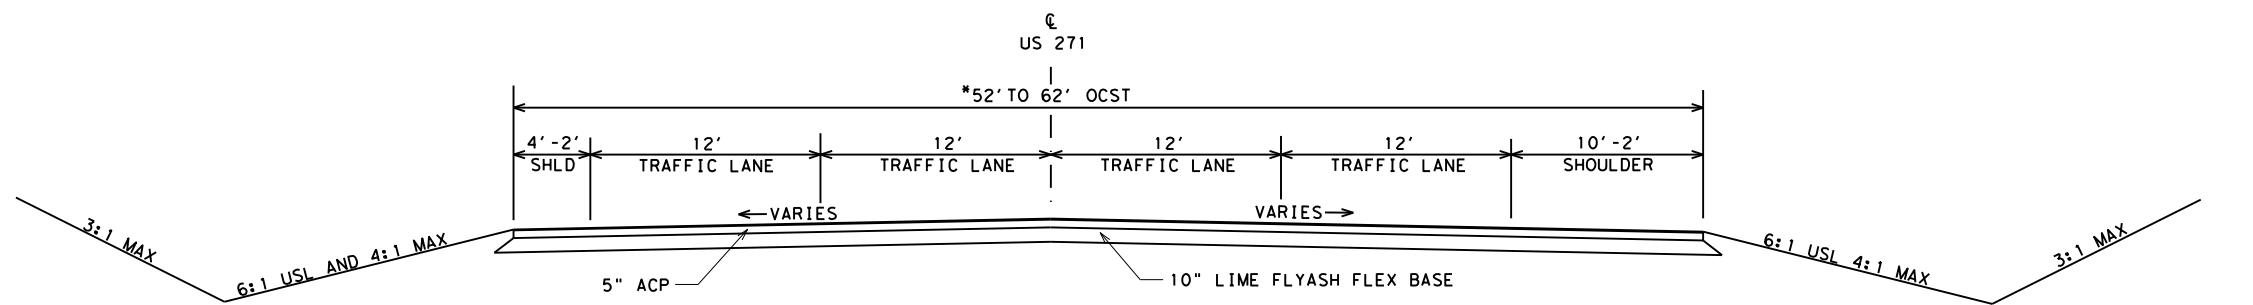 ℄
US 271
*52' TO 62' OCST
4'-2' 12' 12' 12' 12' 10'-2'
SHLD TRAFFIC LANE TRAFFIC LANE TRAFFIC LANE TRAFFIC LANE SHOULDER
VARIES VARIES
3:1 MAX
6:1 USL AND 4:1 MAX
6:1 USL 4:1 MAX
3:1 MAX
5" ACP
10" LIME FLYASH FLEX BASE